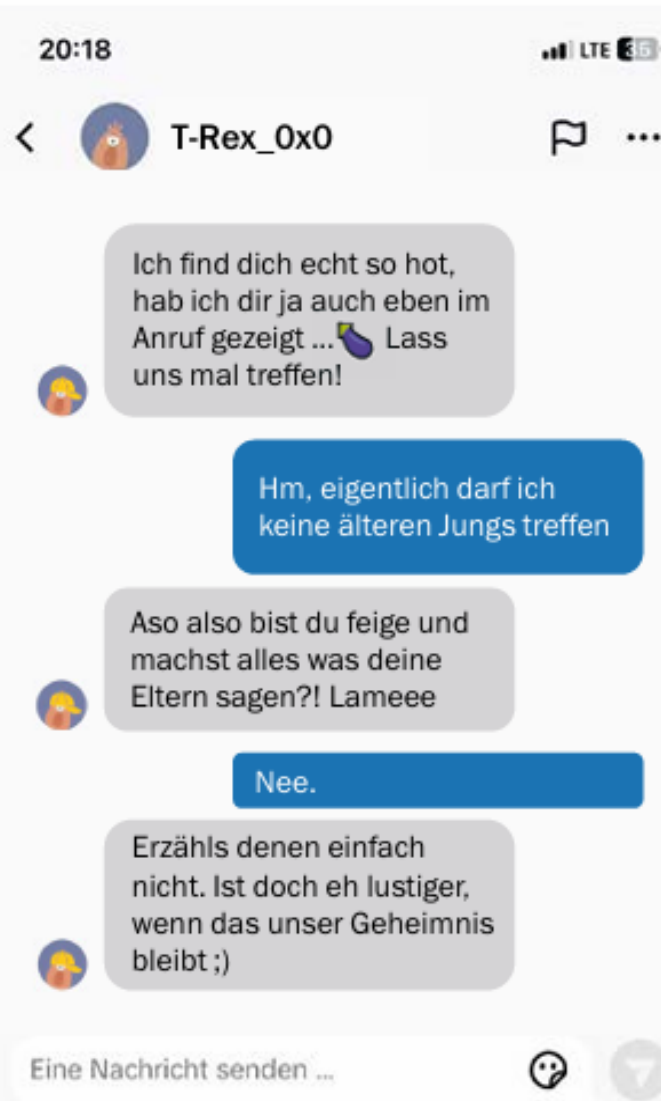 20:18
LTE 35
T-Rex_0x0
Ich find dich echt so hot,
hab ich dir ja auch eben im
Anruf gezeigt ...🍆 Lass
uns mal treffen!
Hm, eigentlich darf ich
keine älteren Jungs treffen
Aso also bist du feige und
machst alles was deine
Eltern sagen?! Lameee
Nee.
Erzähls denen einfach
nicht. Ist doch eh lustiger,
wenn das unser Geheimnis
bleibt ;)
Eine Nachricht senden ...